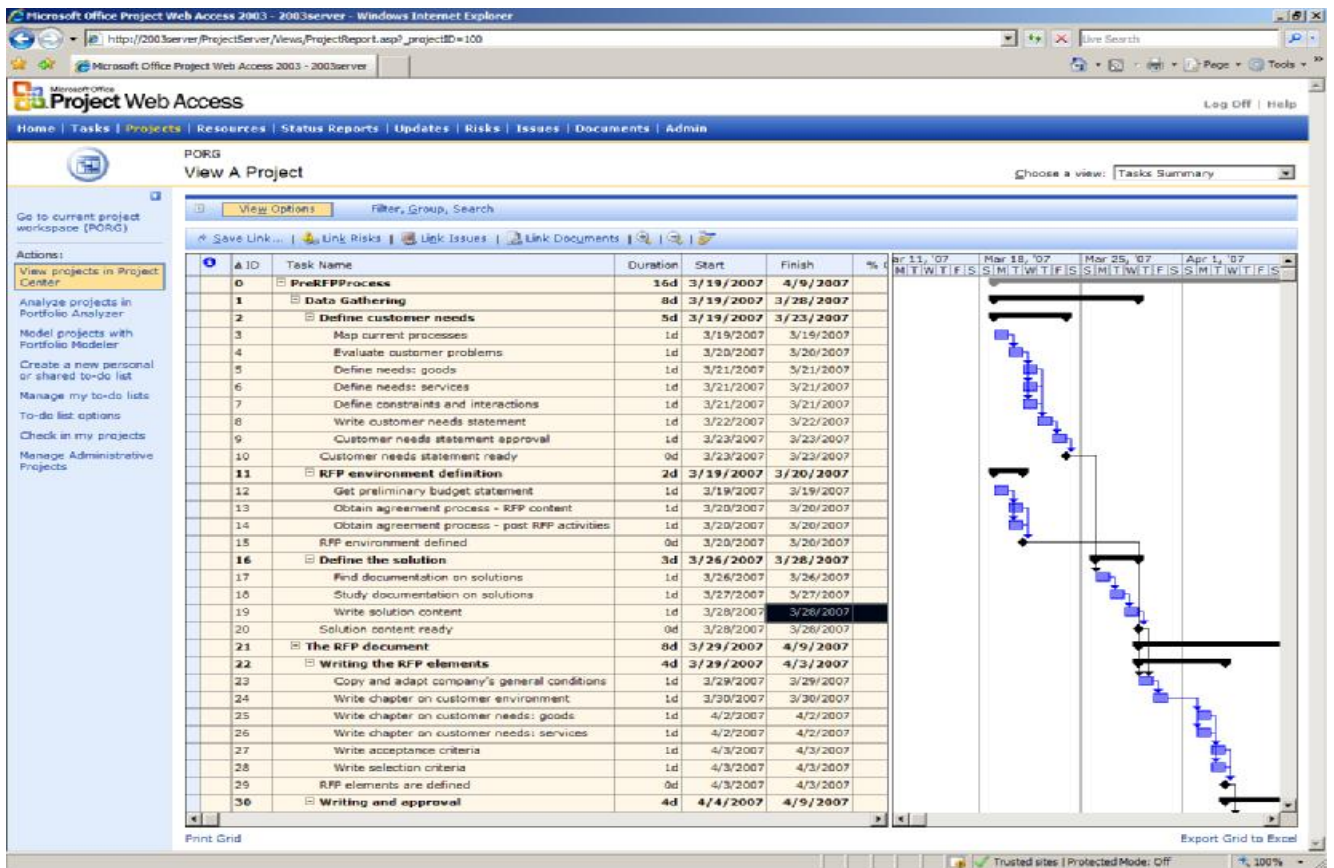 Microsoft Office Project Web Access 2003 - 2003server - Windows Internet Explorer
http://2003server/ProjectServer/Views/ProjectReport.asp?_projectID=100
Live Search
Microsoft Office Project Web Access 2003 - 2003server
Page Tools
Microsoft Office
Project Web Access
Log Off | Help
Home | Tasks | Projects | Resources | Status Reports | Updates | Risks | Issues | Documents | Admin
PORG
View A Project
Choose a view: Tasks Summary
Go to current project
workspace (PORG)
Actions:
View projects in Project
Center
Analyze projects in
Portfolio Analyzer
Model projects with
Portfolio Modeler
Create a new personal
or shared to-do list
Manage my to-do lists
To-do list options
Check in my projects
Manage Administrative
Projects
View Options Filter, Group, Search
Save Link... | Link Risks | Link Issues | Link Documents | | |
ID Task Name Duration Start Finish % ar 11, '07 Mar 18, '07 Mar 25, '07 Apr 1, '07
M T W T F S S M T W T F S S M T W T F S S M T W T F S
0 PreRFPProcess 16d 3/19/2007 4/9/2007
1 Data Gathering 8d 3/19/2007 3/28/2007
2 Define customer needs 5d 3/19/2007 3/23/2007
3 Map current processes 1d 3/19/2007 3/19/2007
4 Evaluate customer problems 1d 3/20/2007 3/20/2007
5 Define needs: goods 1d 3/21/2007 3/21/2007
6 Define needs: services 1d 3/21/2007 3/21/2007
7 Define constraints and interactions 1d 3/21/2007 3/21/2007
8 Write customer needs statement 1d 3/22/2007 3/22/2007
9 Customer needs statement approval 1d 3/23/2007 3/23/2007
10 Customer needs statement ready 0d 3/23/2007 3/23/2007
11 RFP environment definition 2d 3/19/2007 3/20/2007
12 Get preliminary budget statement 1d 3/19/2007 3/19/2007
13 Obtain agreement process - RFP content 1d 3/20/2007 3/20/2007
14 Obtain agreement process - post RFP activities 1d 3/20/2007 3/20/2007
15 RFP environment defined 0d 3/20/2007 3/20/2007
16 Define the solution 3d 3/26/2007 3/28/2007
17 Find documentation on solutions 1d 3/26/2007 3/26/2007
18 Study documentation on solutions 1d 3/27/2007 3/27/2007
19 Write solution content 1d 3/28/2007 3/28/2007
20 Solution content ready 0d 3/28/2007 3/28/2007
21 The RFP document 8d 3/29/2007 4/9/2007
22 Writing the RFP elements 4d 3/29/2007 4/3/2007
23 Copy and adapt company's general conditions 1d 3/29/2007 3/29/2007
24 Write chapter on customer environment 1d 3/30/2007 3/30/2007
25 Write chapter on customer needs: goods 1d 4/2/2007 4/2/2007
26 Write chapter on customer needs: services 1d 4/2/2007 4/2/2007
27 Write acceptance criteria 1d 4/3/2007 4/3/2007
28 Write selection criteria 1d 4/3/2007 4/3/2007
29 RFP elements are defined 0d 4/3/2007 4/3/2007
30 Writing and approval 4d 4/4/2007 4/9/2007
Print Grid
Export Grid to Excel
Trusted sites | Protected Mode: Off 100%